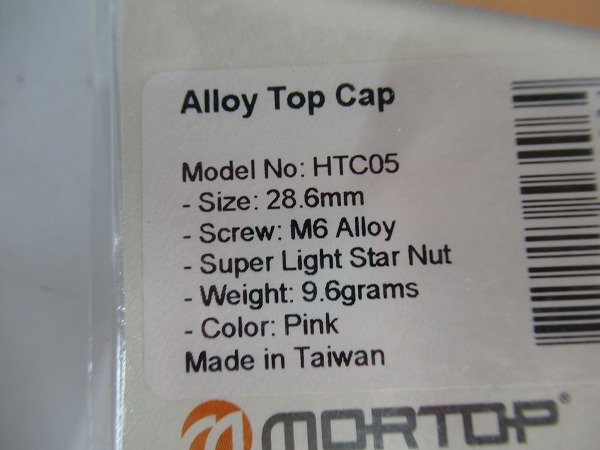 Alloy Top Cap
Model No: HTC05
- Size: 28.6mm
- Screw: M6 Alloy
- Super Light Star Nut
- Weight: 9.6grams
- Color: Pink
Made in Taiwan
MORTOP®